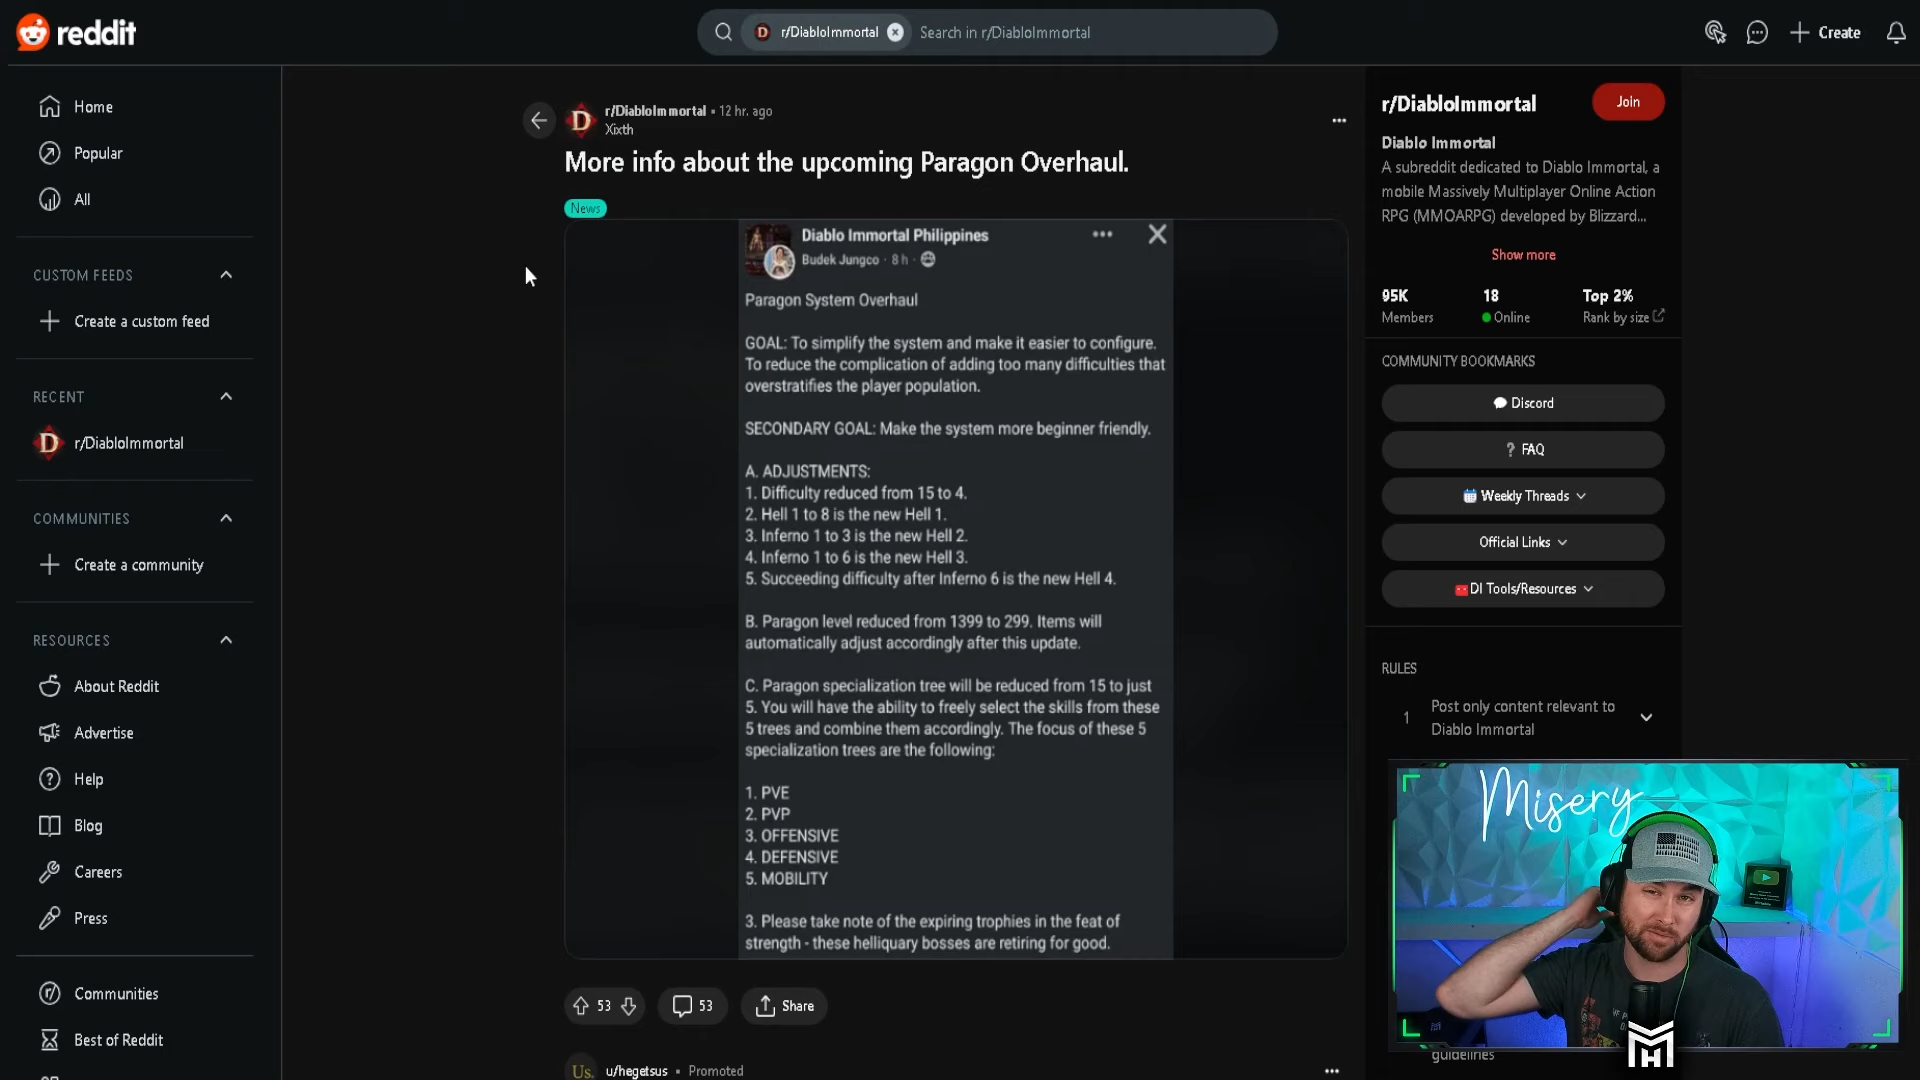 reddit
r/DiabloImmortal
Search in r/DiabloImmortal
Create
Home
Popular
All
CUSTOM FEEDS
Create a custom feed
RECENT
r/DiabloImmortal
COMMUNITIES
Create a community
RESOURCES
About Reddit
Advertise
Help
Blog
Careers
Press
Communities
Best of Reddit
r/DiabloImmortal • 12 hr. ago
Xixth
More info about the upcoming Paragon Overhaul.
News
Diablo Immortal Philippines
Budek Jungco · 8 h ·
Paragon System Overhaul
GOAL: To simplify the system and make it easier to configure.
To reduce the complication of adding too many difficulties that
overstratifies the player population.
SECONDARY GOAL: Make the system more beginner friendly.
A. ADJUSTMENTS:
1. Difficulty reduced from 15 to 4.
2. Hell 1 to 8 is the new Hell 1.
3. Inferno 1 to 3 is the new Hell 2.
4. Inferno 1 to 6 is the new Hell 3.
5. Succeeding difficulty after Inferno 6 is the new Hell 4.
B. Paragon level reduced from 1399 to 299. Items will
automatically adjust accordingly after this update.
C. Paragon specialization tree will be reduced from 15 to just
5. You will have the ability to freely select the skills from these
5 trees and combine them accordingly. The focus of these 5
specialization trees are the following:
1. PVE
2. PVP
3. OFFENSIVE
4. DEFENSIVE
5. MOBILITY
3. Please take note of the expiring trophies in the feat of
strength - these helliquary bosses are retiring for good.
53
53
Share
Us.
u/hegetsus • Promoted
r/DiabloImmortal
Join
Diablo Immortal
A subreddit dedicated to Diablo Immortal, a
mobile Massively Multiplayer Online Action
RPG (MMOARPG) developed by Blizzard...
Show more
95K 18 Top 2%
Members Online Rank by size
COMMUNITY BOOKMARKS
Discord
FAQ
Weekly Threads
Official Links
DI Tools/Resources
RULES
1 Post only content relevant to
Diablo Immortal
Misery
guidelines